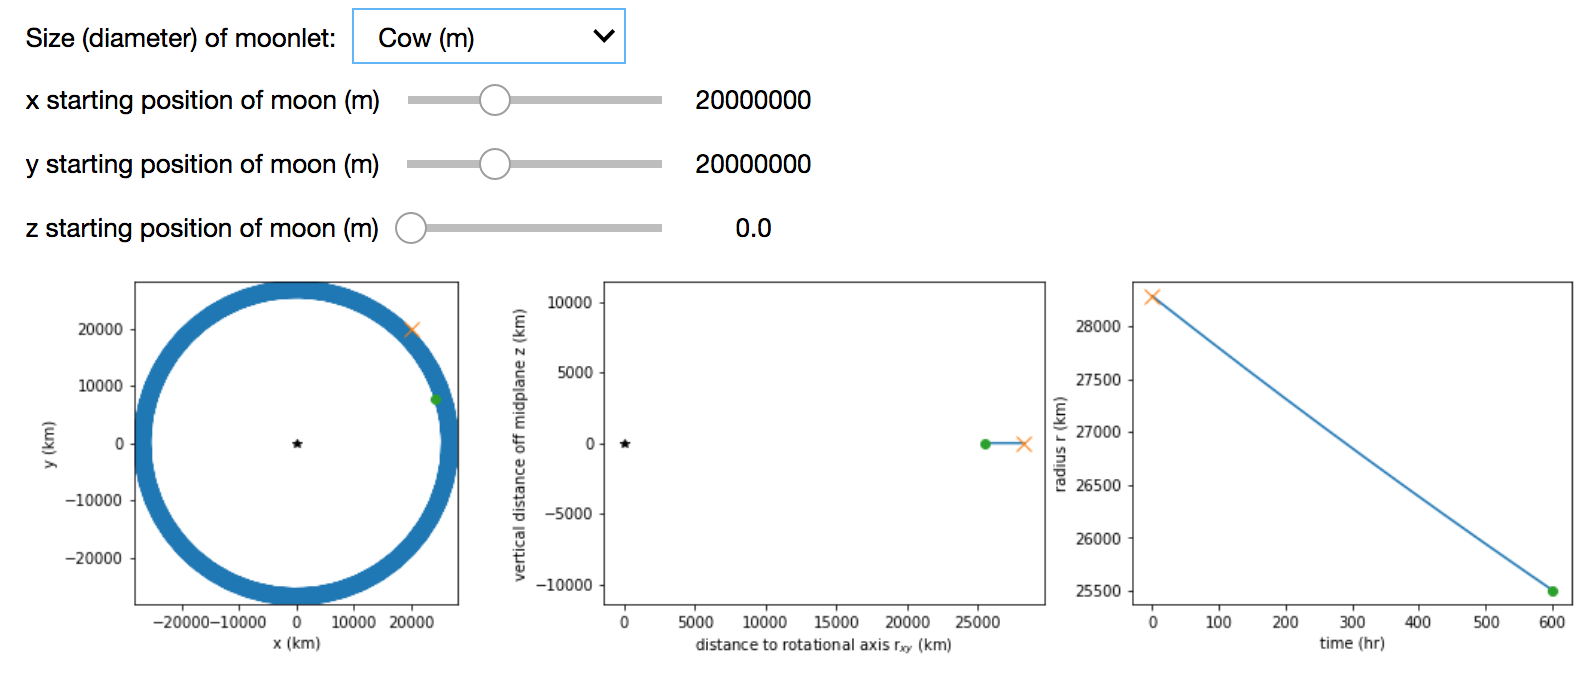 Size (diameter) of moonlet: Cow (m)
x starting position of moon (m) 20000000
y starting position of moon (m) 20000000
z starting position of moon (m) 0.0
20000
10000
0
−10000
−20000
y (km)
−20000 −10000 0 10000 20000
x (km)
10000
5000
0
−5000
−10000
vertical distance off midplane z (km)
0 5000 10000 15000 20000 25000
distance to rotational axis rxy (km)
28000
27500
27000
26500
26000
25500
radius r (km)
0 100 200 300 400 500 600
time (hr)